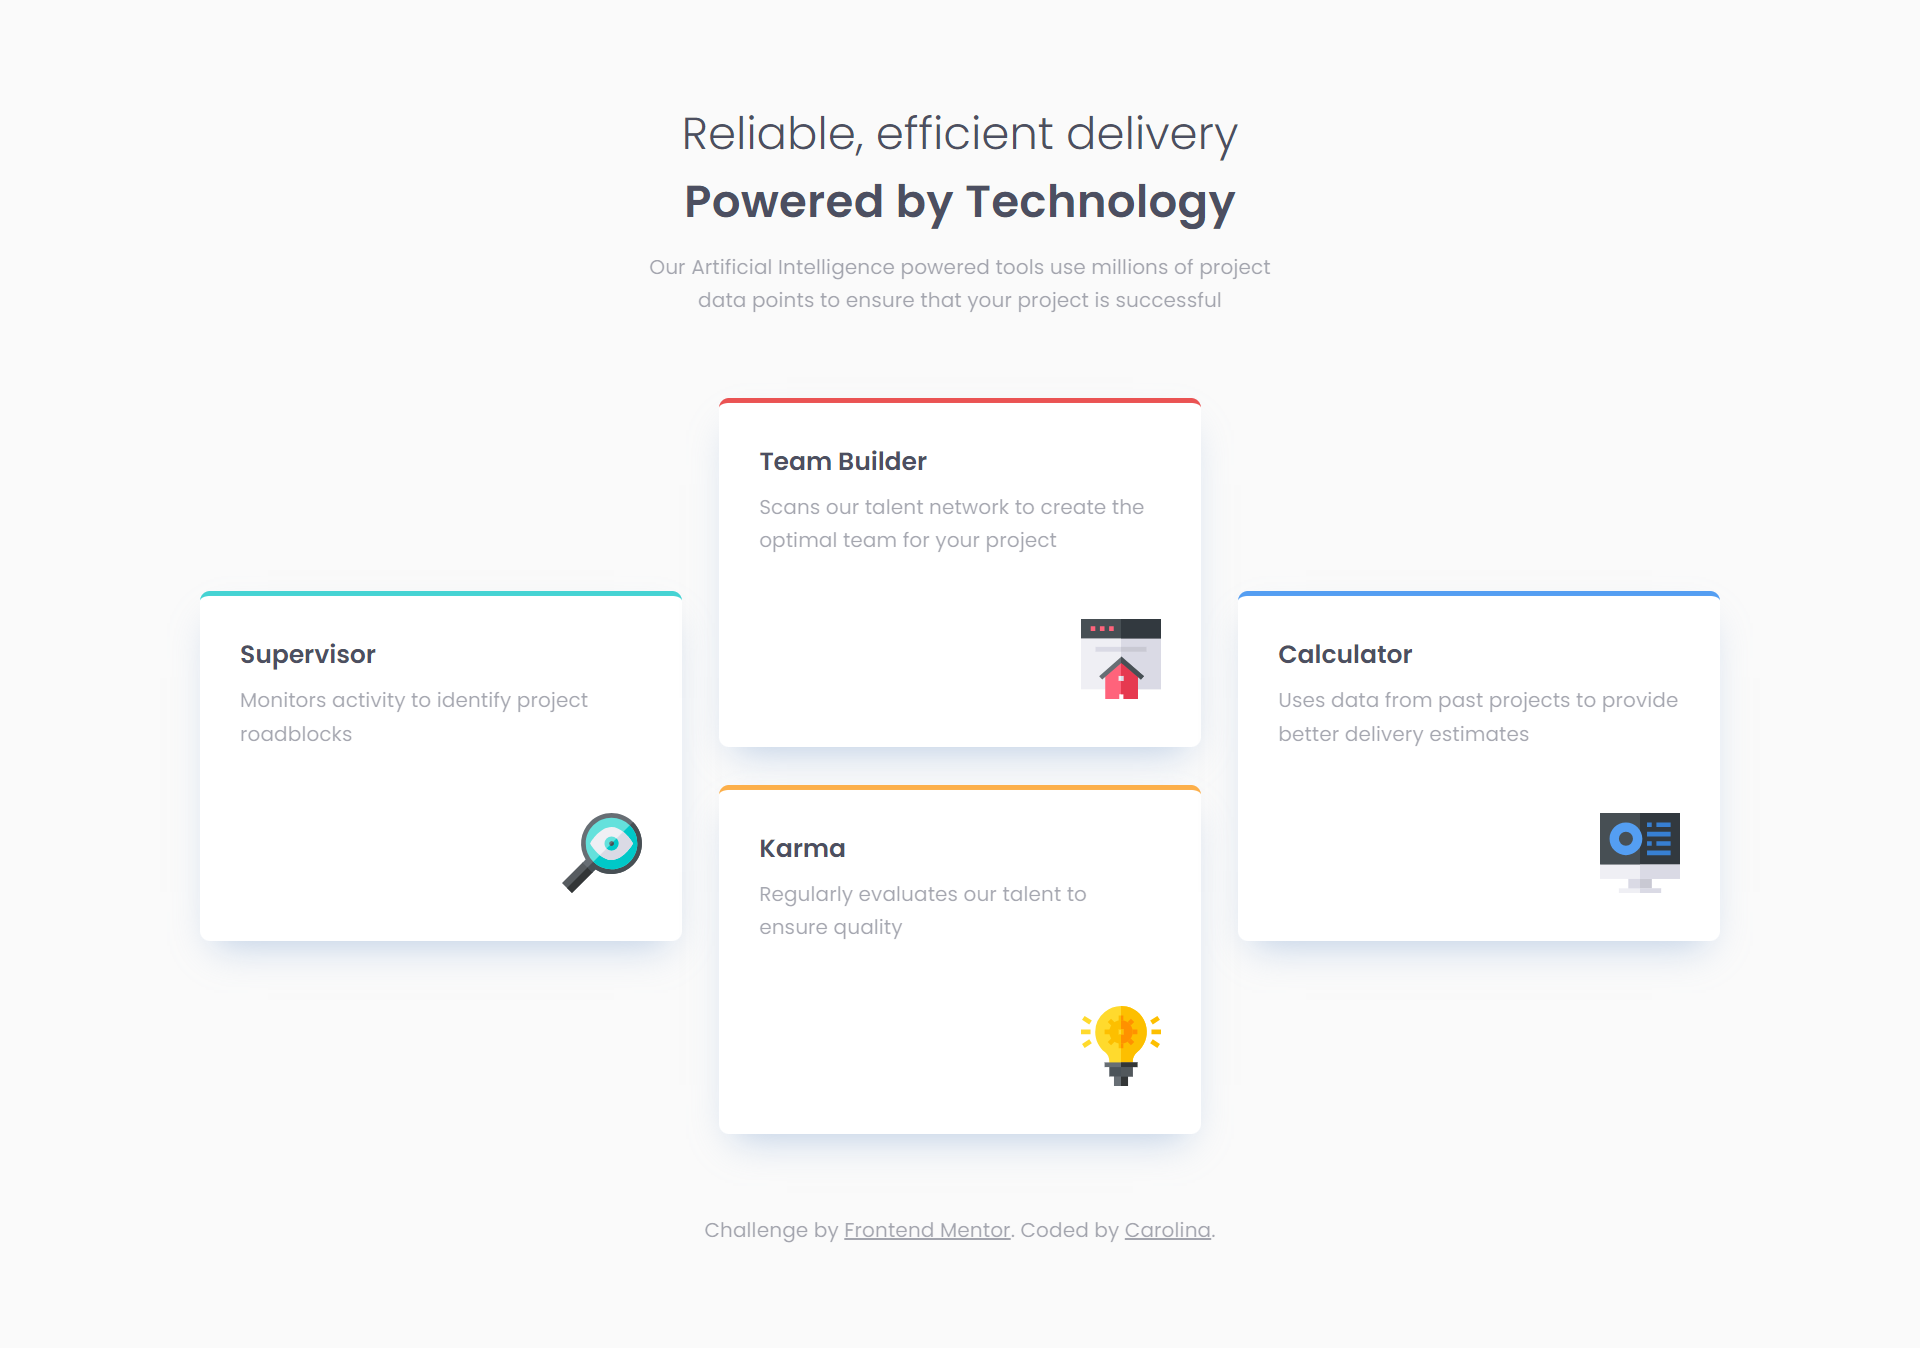 Reliable, efficient delivery
Powered by Technology
Our Artificial Intelligence powered tools use millions of project
data points to ensure that your project is successful
Supervisor
Monitors activity to identify project
roadblocks
Team Builder
Scans our talent network to create the
optimal team for your project
Karma
Regularly evaluates our talent to
ensure quality
Calculator
Uses data from past projects to provide
better delivery estimates
Challenge by Frontend Mentor. Coded by Carolina.